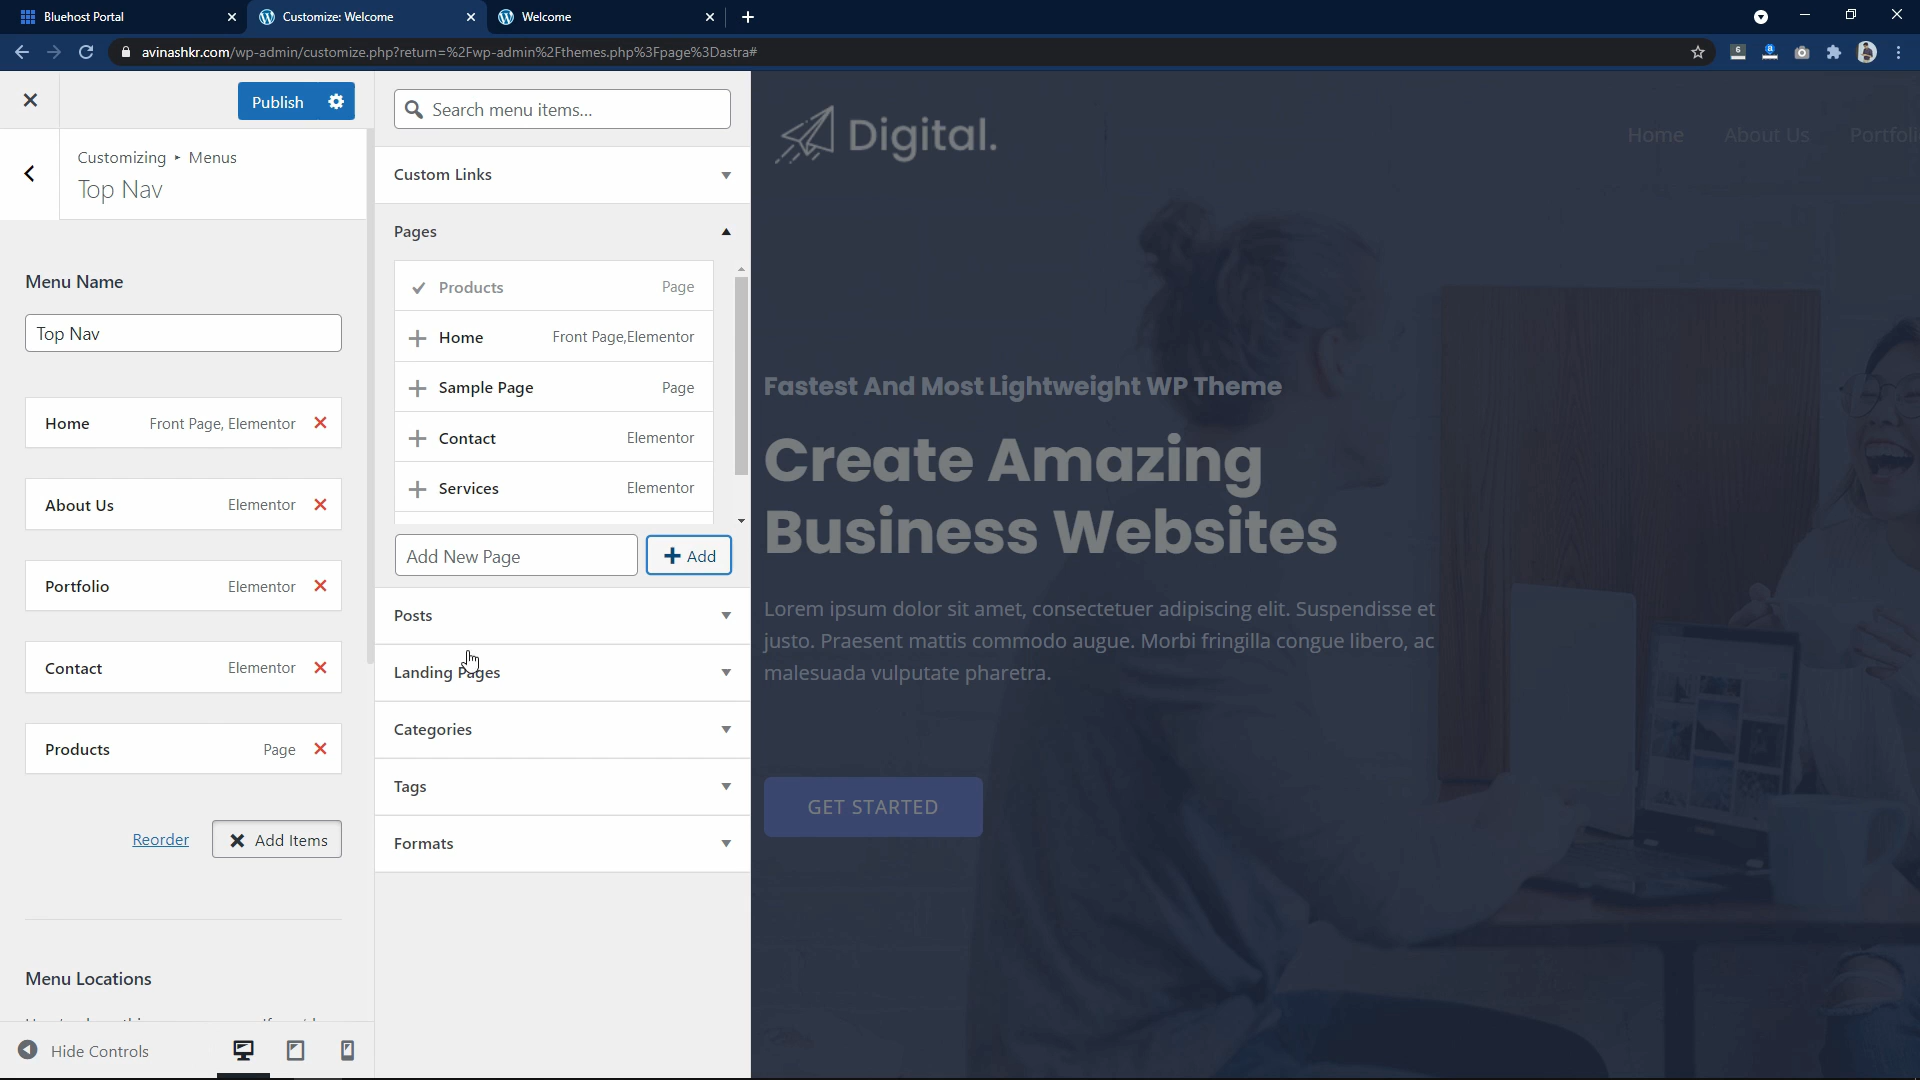 Bluehost Portal
Customize: Welcome
Welcome
avinashkr.com/wp-admin/customize.php?return=%2Fwp-admin%2Fthemes.php%3Fpage%3Dastra#
Publish
Customizing ▸ Menus
Top Nav
Menu Name
Top Nav
Home Front Page, Elementor
About Us Elementor
Portfolio Elementor
Contact Elementor
Products Page
Reorder
Add Items
Menu Locations
Hide Controls
Search menu items...
Custom Links
Pages
Products Page
Home Front Page,Elementor
Sample Page Page
Contact Elementor
Services Elementor
Add New Page
Add
Posts
Landing Pages
Categories
Tags
Formats
Digital.
Home About Us Portfoli
Fastest And Most Lightweight WP Theme
Create Amazing
Business Websites
Lorem ipsum dolor sit amet, consectetuer adipiscing elit. Suspendisse et
justo. Praesent mattis commodo augue. Morbi fringilla congue libero, ac
malesuada vulputate pharetra.
GET STARTED